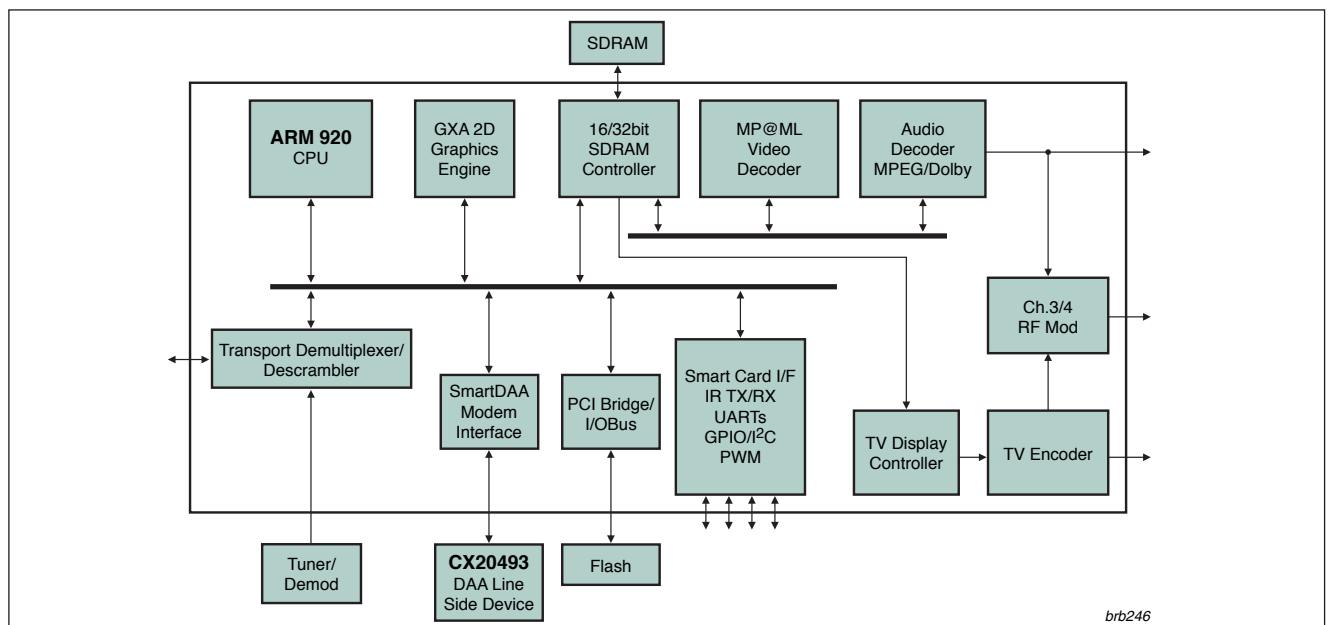 SDRAM
ARM 920
CPU
GXA 2D
Graphics
Engine
16/32bit
SDRAM
Controller
MP@ML
Video
Decoder
Audio
Decoder
MPEG/Dolby
Ch.3/4
RF Mod
Transport Demultiplexer/
Descrambler
SmartDAA
Modem
Interface
PCI Bridge/
I/OBus
Smart Card I/F
IR TX/RX
UARTs
GPIO/I²C
PWM
TV Display
Controller
TV Encoder
Tuner/
Demod
CX20493
DAA Line
Side Device
Flash
brb246